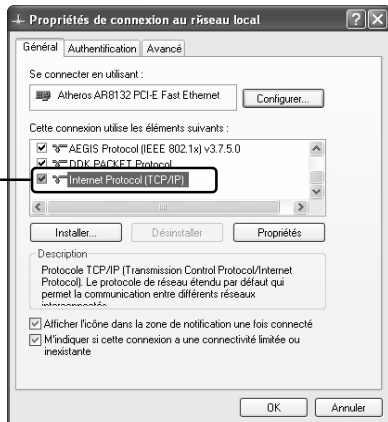 Propriétés de connexion au réseau local
Général
Authentification
Avancé
Se connecter en utilisant :
Atheros AR8132 PCI-E Fast Ethernet
Configurer...
Cette connexion utilise les éléments suivants :
AEGIS Protocol (IEEE 802.1x) v3.7.5.0
DDK PACKET Protocol
Internet Protocol (TCP/IP)
Installer...
Désinstaller
Propriétés
Description
Protocole TCP/IP (Transmission Control Protocol/Internet
Protocol). Le protocole de réseau étendu par défaut qui
permet la communication entre différents réseaux
interconnectés.
Afficher l'icône dans la zone de notification une fois connecté
M'indiquer si cette connexion a une connectivité limitée ou
inexistante
OK
Annuler